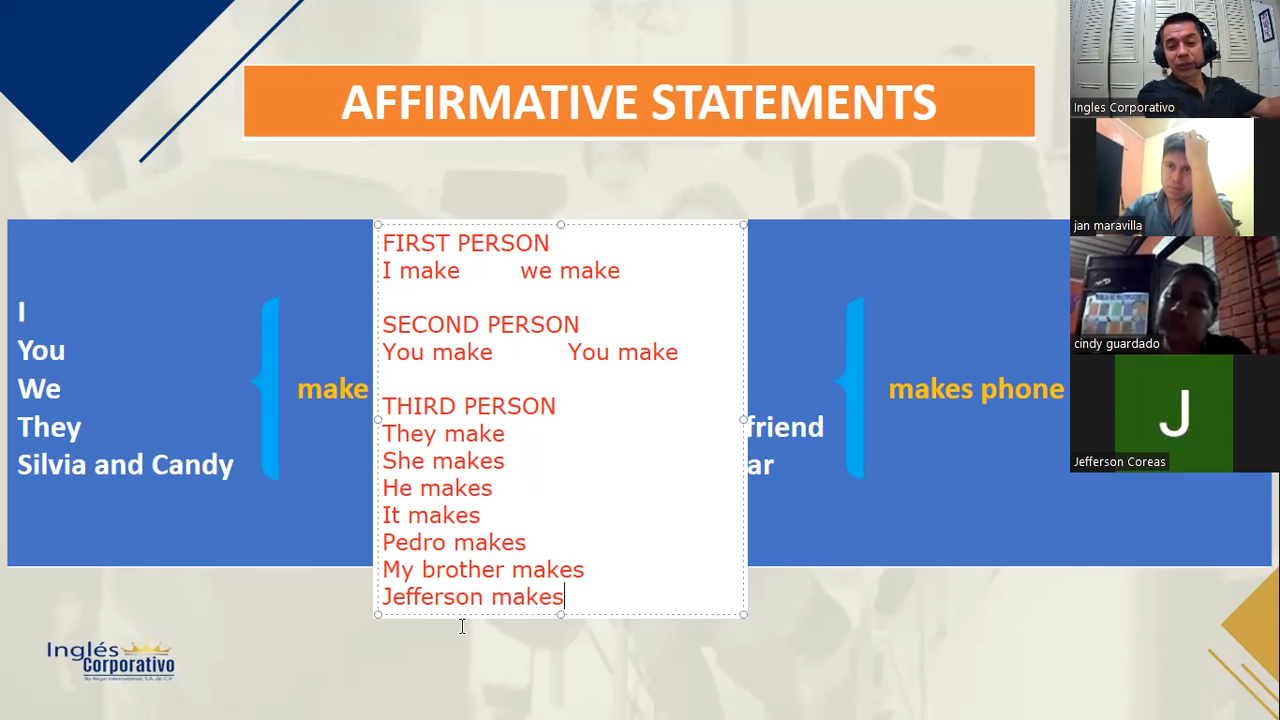 AFFIRMATIVE STATEMENTS
I
You
We
They
Silvia and Candy
make
FIRST PERSON
I make we make
SECOND PERSON
You make You make
THIRD PERSON
They make
She makes
He makes
It makes
Pedro makes
My brother makes
Jefferson makes
friend
ar
makes phone
Ingles Corporativo
jan maravilla
cindy guardado
J
Jefferson Coreas
Inglés
Corporativo